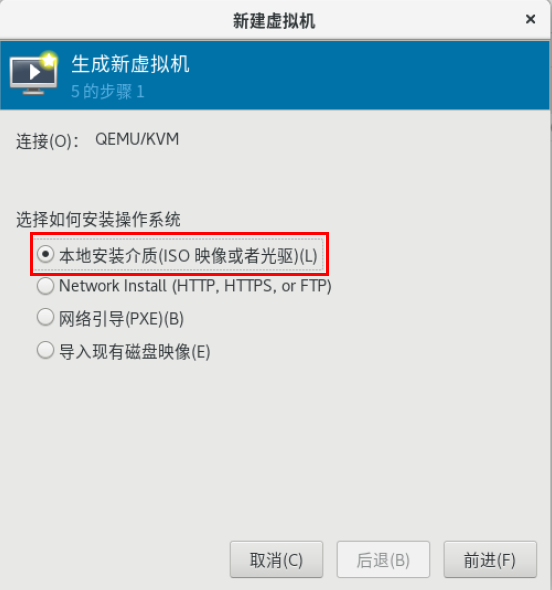 新建虚拟机
×
生成新虚拟机
5 的步骤 1
连接(O): QEMU/KVM
选择如何安装操作系统
本地安装介质(ISO 映像或者光驱)(L)
Network Install (HTTP, HTTPS, or FTP)
网络引导(PXE)(B)
导入现有磁盘映像(E)
取消(C) 后退(B) 前进(F)